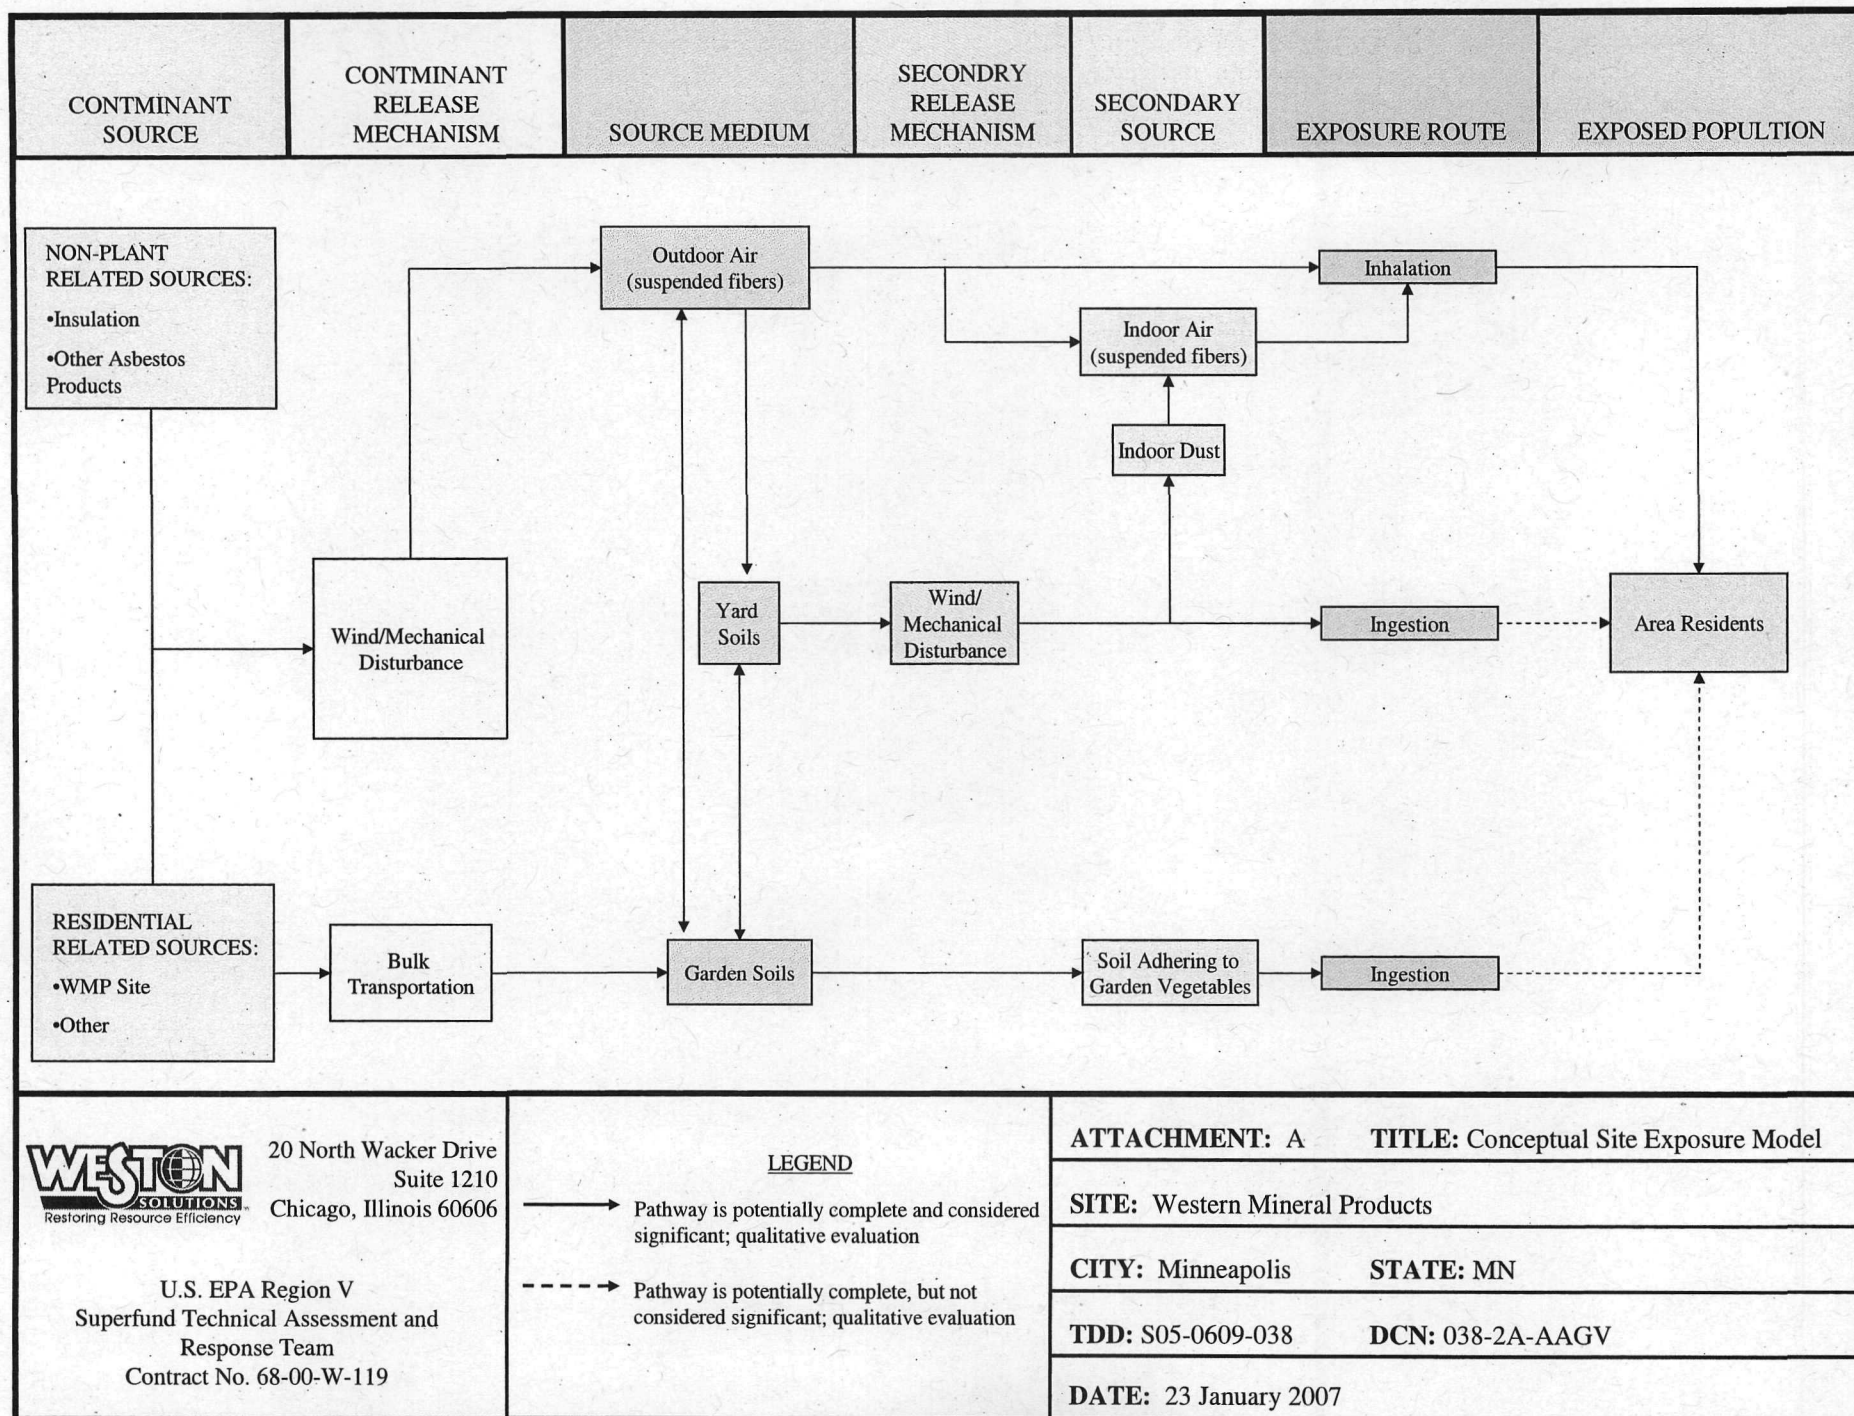 CONTMINANT
SOURCE
CONTMINANT
RELEASE
MECHANISM
SOURCE MEDIUM
SECONDRY
RELEASE
MECHANISM
SECONDARY
SOURCE
EXPOSURE ROUTE
EXPOSED POPULTION
NON-PLANT
RELATED SOURCES:
•Insulation
•Other Asbestos
Products
Wind/Mechanical
Disturbance
Outdoor Air
(suspended fibers)
Inhalation
Indoor Air
(suspended fibers)
Indoor Dust
Yard
Soils
Wind/
Mechanical
Disturbance
Ingestion
Area Residents
RESIDENTIAL
RELATED SOURCES:
•WMP Site
•Other
Bulk
Transportation
Garden Soils
Soil Adhering to
Garden Vegetables
Ingestion
WESTON
SOLUTIONS
Restoring Resource Efficiency
20 North Wacker Drive
Suite 1210
Chicago, Illinois 60606
U.S. EPA Region V
Superfund Technical Assessment and
Response Team
Contract No. 68-00-W-119
LEGEND
Pathway is potentially complete and considered
significant; qualitative evaluation
Pathway is potentially complete, but not
considered significant; qualitative evaluation
ATTACHMENT: A TITLE: Conceptual Site Exposure Model
SITE: Western Mineral Products
CITY: Minneapolis STATE: MN
TDD: S05-0609-038 DCN: 038-2A-AAGV
DATE: 23 January 2007